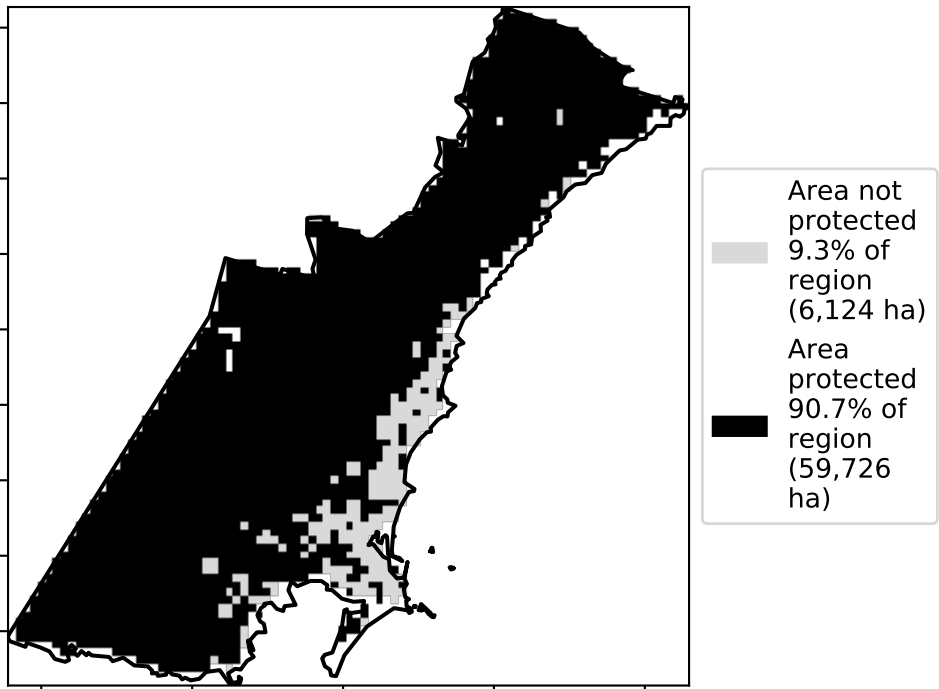 Area not
protected
9.3% of
region
(6,124 ha)
Area
protected
90.7% of
region
(59,726
ha)